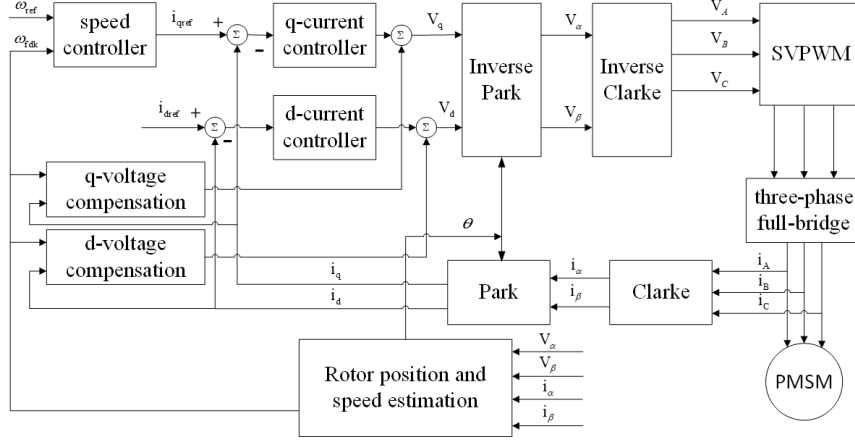 ω_ref
ω_fdk
speed
controller
i_qref
+
Σ
−
q-current
controller
Σ
V_q
Inverse
Park
V_α
V_β
Inverse
Clarke
V_A
V_B
V_C
SVPWM
i_dref
+
Σ
−
d-current
controller
Σ
V_d
q-voltage
compensation
d-voltage
compensation
θ
i_q
i_d
Park
i_α
i_β
Clarke
i_A
i_B
i_C
three-phase
full-bridge
PMSM
Rotor position and
speed estimation
V_α
V_β
i_α
i_β